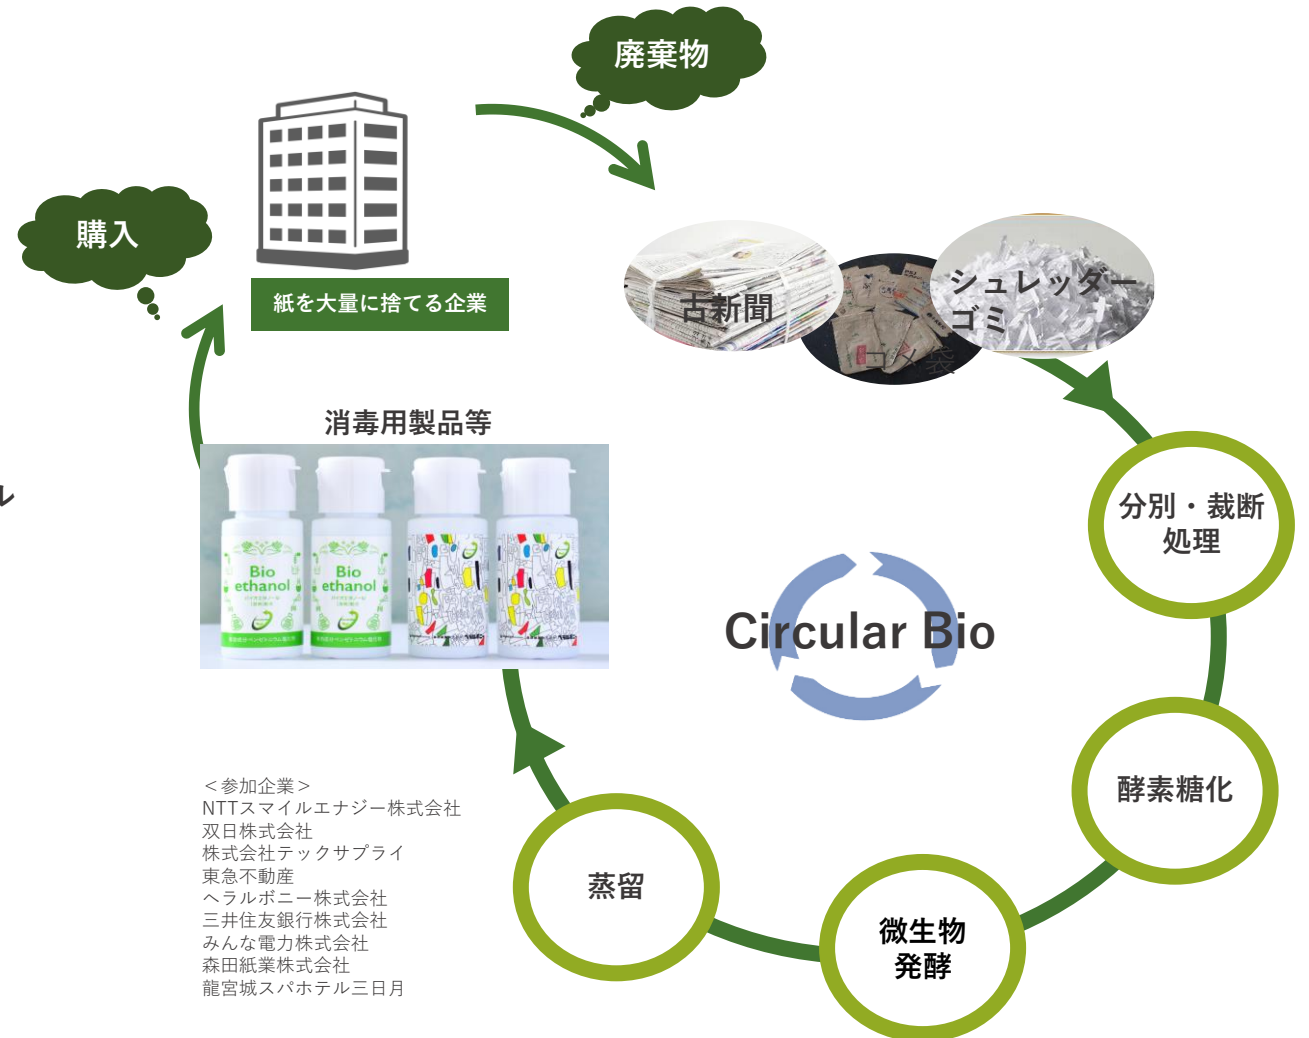 廃棄物
購入
紙を大量に捨てる企業
古新聞
コメ袋
シュレッダー
ゴミ
消毒用製品等
ル
分別・裁断
処理
Bio
ethanol
Bio
ethanol
Circular Bio
酵素糖化
微生物
発酵
蒸留
＜参加企業＞
NTTスマイルエナジー株式会社
双日株式会社
株式会社テックサプライ
東急不動産
ヘラルボニー株式会社
三井住友銀行株式会社
みんな電力株式会社
森田紙業株式会社
龍宮城スパホテル三日月